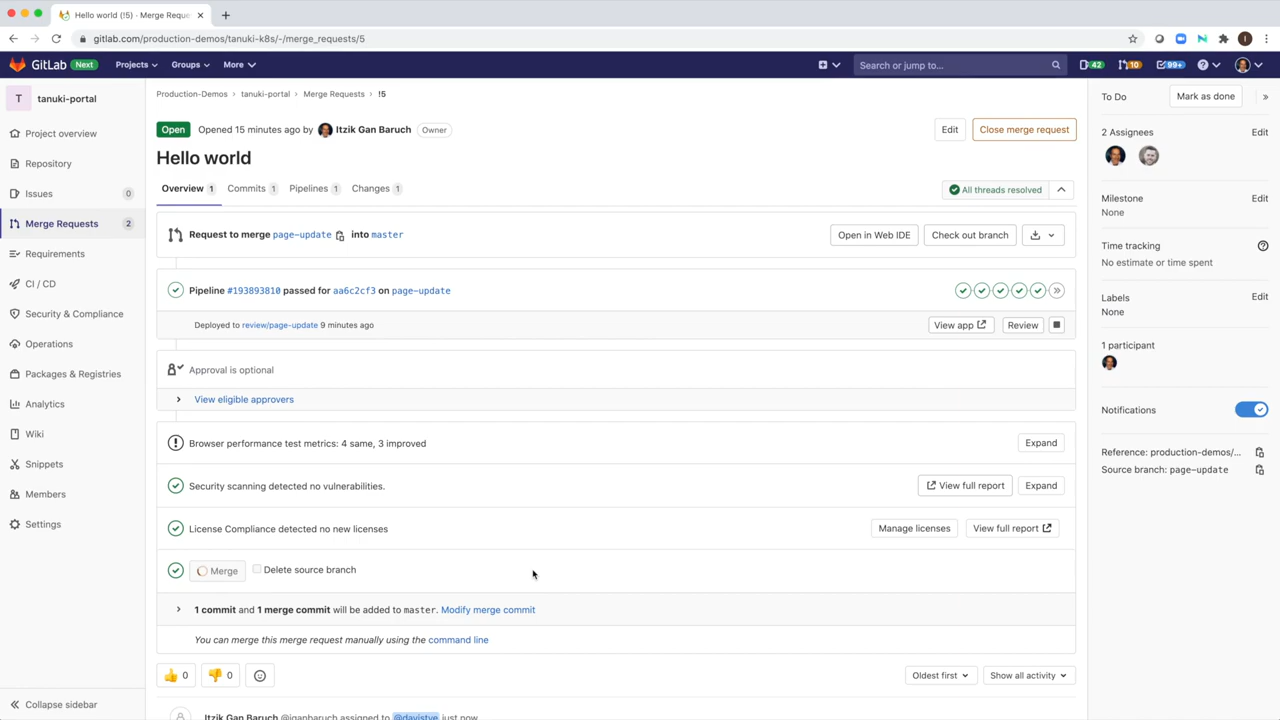 Hello world (!5) · Merge Reque
gitlab.com/production-demos/tanuki-k8s/-/merge_requests/5
GitLab Next Projects Groups More Search or jump to... 42 10 99+
T tanuki-portal
Project overview
Repository
Issues 0
Merge Requests 2
Requirements
CI / CD
Security & Compliance
Operations
Packages & Registries
Analytics
Wiki
Snippets
Members
Settings
Collapse sidebar
Production-Demos > tanuki-portal > Merge Requests > !5
Open Opened 15 minutes ago by Itzik Gan Baruch Owner Edit Close merge request
Hello world
Overview 1 Commits 1 Pipelines 1 Changes 1 All threads resolved
Request to merge page-update into master Open in Web IDE Check out branch
Pipeline #193893810 passed for aa6c2cf3 on page-update
Deployed to review/page-update 9 minutes ago View app Review
Approval is optional
View eligible approvers
Browser performance test metrics: 4 same, 3 improved Expand
Security scanning detected no vulnerabilities. View full report Expand
License Compliance detected no new licenses Manage licenses View full report
Merge Delete source branch
1 commit and 1 merge commit will be added to master. Modify merge commit
You can merge this merge request manually using the command line
👍 0 👎 0 Oldest first Show all activity
Itzik Gan Baruch @iganbaruch assigned to @davistye just now
To Do Mark as done
2 Assignees Edit
Milestone Edit
None
Time tracking
No estimate or time spent
Labels Edit
None
1 participant
Notifications
Reference: production-demos/...
Source branch: page-update